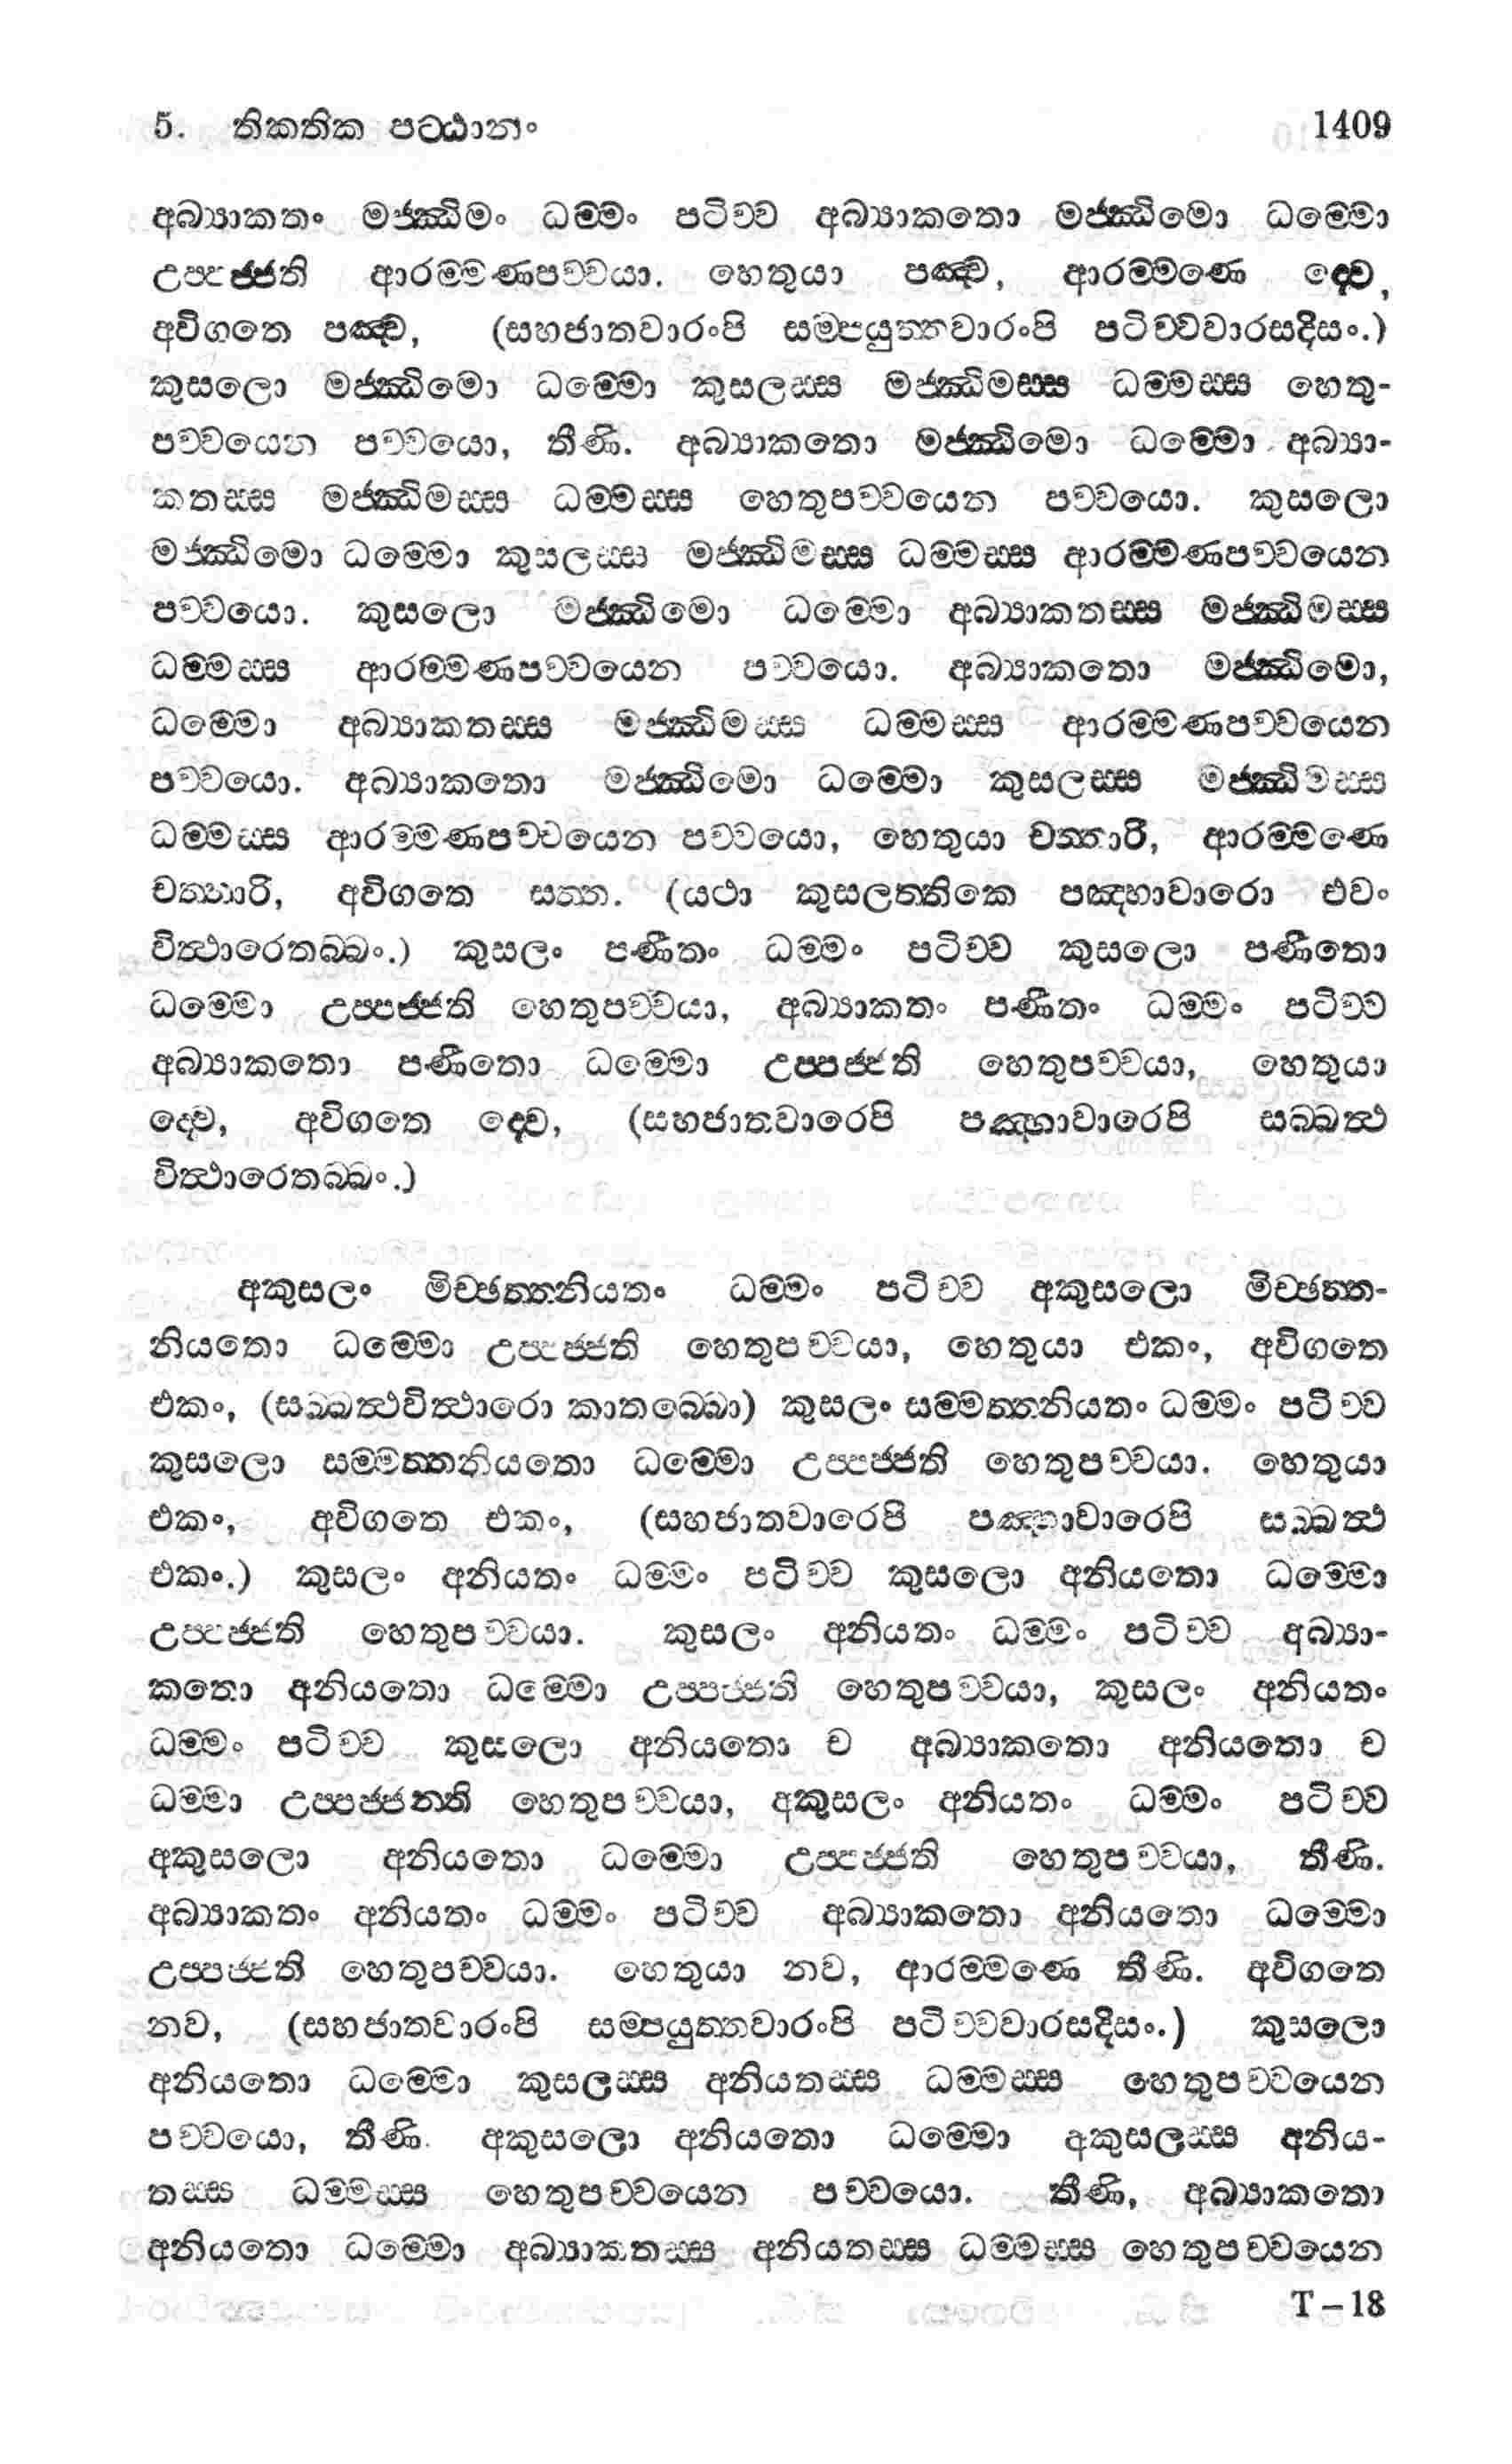 5. තිකතික පට්ඨානං 1409
අබ්‍යාකතං මජ්ඣිමං ධම්මං පටිච්ච අබ්‍යාකතො මජ්ඣිමො ධම්මො
උප්පජ්ජති ආරම්මණපච්චයා. හෙතුයා පඤ්ච, ආරම්මණෙ ද්වෙ,
අවිගතෙ පඤ්ච, (සහජාතවාරංපි සම්පයුත්තවාරංපි පටිච්චවාරසදිසං.)
කුසලො මජ්ඣිමො ධම්මො කුසලස්ස මජ්ඣිමස්ස ධම්මස්ස හෙතු-
පච්චයෙන පච්චයො, තීණි. අබ්‍යාකතො මජ්ඣිමො ධම්මො අබ්‍යා-
කතස්ස මජ්ඣිමස්ස ධම්මස්ස හෙතුපච්චයෙන පච්චයො. කුසලො
මජ්ඣිමො ධම්මො කුසලස්ස මජ්ඣිමස්ස ධම්මස්ස ආරම්මණපච්චයෙන
පච්චයො. කුසලො මජ්ඣිමො ධම්මො අබ්‍යාකතස්ස මජ්ඣිමස්ස
ධම්මස්ස ආරම්මණපච්චයෙන පච්චයො. අබ්‍යාකතො මජ්ඣිමො,
ධම්මො අබ්‍යාකතස්ස මජ්ඣිමස්ස ධම්මස්ස ආරම්මණපච්චයෙන
පච්චයො. අබ්‍යාකතො මජ්ඣිමො ධම්මො කුසලස්ස මජ්ඣිමස්ස
ධම්මස්ස ආරම්මණපච්චයෙන පච්චයො, හෙතුයා චත්තාරි, ආරම්මණෙ
චත්තාරි, අවිගතෙ සත්ත. (යථා කුසලත්තිකෙ පඤ්හාවාරො එවං
විත්ථාරෙතබ්බං.) කුසලං පණීතං ධම්මං පටිච්ච කුසලො පණීතො
ධම්මො උප්පජ්ජති හෙතුපච්චයා, අබ්‍යාකතං පණීතං ධම්මං පටිච්ච
අබ්‍යාකතො පණීතො ධම්මො උප්පජ්ජති හෙතුපච්චයා, හෙතුයා
ද්වෙ, අවිගතෙ ද්වෙ, (සහජාතවාරෙපි පඤ්හාවාරෙපි සබ්බත්ථ
විත්ථාරෙතබ්බං.)
අකුසලං මිච්ඡත්තනියතං ධම්මං පටිච්ච අකුසලො මිච්ඡත්ත-
නියතො ධම්මො උප්පජ්ජති හෙතුපච්චයා, හෙතුයා එකං, අවිගතෙ
එකං, (සබ්බත්ථවිත්ථාරො කාතබ්බො) කුසලං සම්මත්තනියතං ධම්මං පටිච්ච
කුසලො සම්මත්තනියතො ධම්මො උප්පජ්ජති හෙතුපච්චයා. හෙතුයා
එකං, අවිගතෙ එකං, (සහජාතවාරෙපි පඤ්හාවාරෙපි සබ්බත්ථ
එකං.) කුසලං අනියතං ධම්මං පටිච්ච කුසලො අනියතො ධම්මො
උප්පජ්ජති හෙතුපච්චයා. කුසලං අනියතං ධම්මං පටිච්ච අබ්‍යා-
කතො අනියතො ධම්මො උප්පජ්ජති හෙතුපච්චයා, කුසලං අනියතං
ධම්මං පටිච්ච කුසලො අනියතො ච අබ්‍යාකතො අනියතො ච
ධම්මා උප්පජ්ජන්ති හෙතුපච්චයා, අකුසලං අනියතං ධම්මං පටිච්ච
අකුසලො අනියතො ධම්මො උප්පජ්ජති හෙතුපච්චයා, තීණි.
අබ්‍යාකතං අනියතං ධම්මං පටිච්ච අබ්‍යාකතො අනියතො ධම්මො
උප්පජ්ජති හෙතුපච්චයා. හෙතුයා නව, ආරම්මණෙ තීණි. අවිගතෙ
නව, (සහජාතවාරංපි සම්පයුත්තවාරංපි පටිච්චවාරසදිසං.) කුසලො
අනියතො ධම්මො කුසලස්ස අනියතස්ස ධම්මස්ස හෙතුපච්චයෙන
පච්චයො, තීණි. අකුසලො අනියතො ධම්මො අකුසලස්ස අනිය-
තස්ස ධම්මස්ස හෙතුපච්චයෙන පච්චයො. තීණි, අබ්‍යාකතො
අනියතො ධම්මො අබ්‍යාකතස්ස අනියතස්ස ධම්මස්ස හෙතුපච්චයෙන
T-18